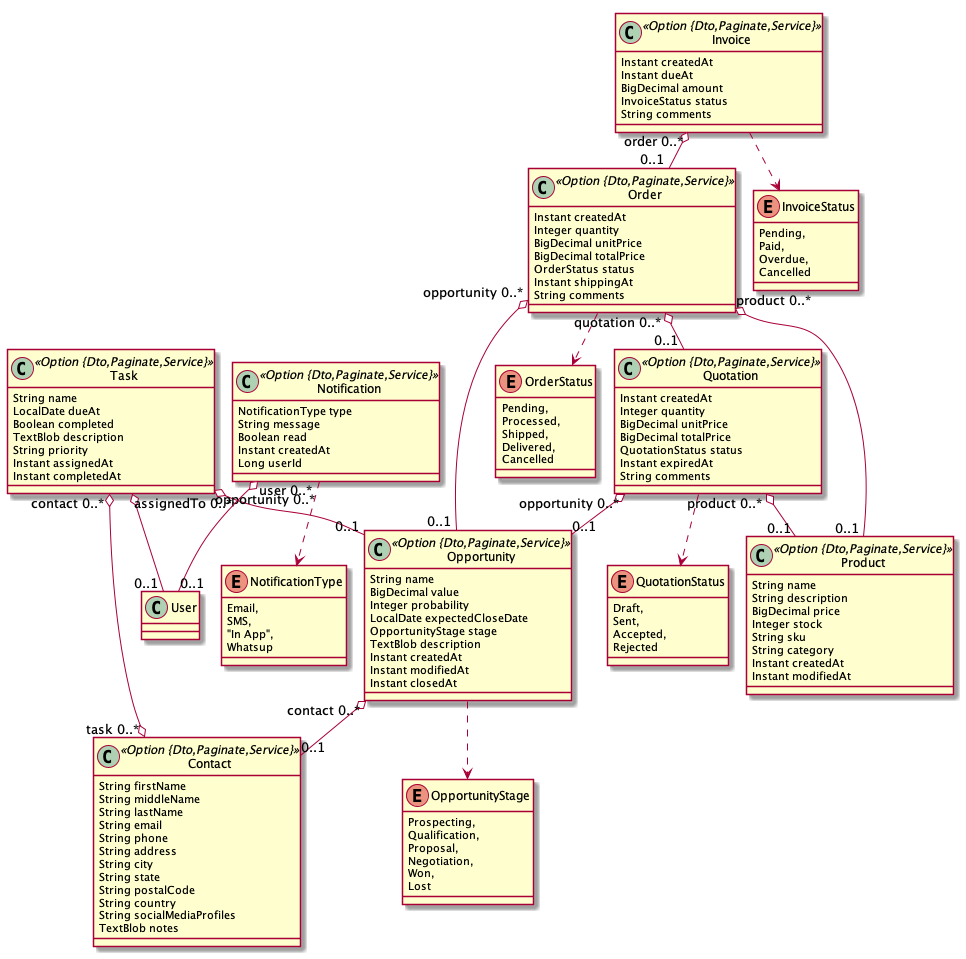 C
«Option {Dto,Paginate,Service}»
Invoice
Instant createdAt
Instant dueAt
BigDecimal amount
InvoiceStatus status
String comments
order 0..*
0..1
C
«Option {Dto,Paginate,Service}»
Order
Instant createdAt
Integer quantity
BigDecimal unitPrice
BigDecimal totalPrice
OrderStatus status
Instant shippingAt
String comments
E
InvoiceStatus
Pending,
Paid,
Overdue,
Cancelled
opportunity 0..*
quotation 0..*
product 0..*
0..1
C
«Option {Dto,Paginate,Service}»
Task
String name
LocalDate dueAt
Boolean completed
TextBlob description
String priority
Instant assignedAt
Instant completedAt
C
«Option {Dto,Paginate,Service}»
Notification
NotificationType type
String message
Boolean read
Instant createdAt
Long userId
E
OrderStatus
Pending,
Processed,
Shipped,
Delivered,
Cancelled
C
«Option {Dto,Paginate,Service}»
Quotation
Instant createdAt
Integer quantity
BigDecimal unitPrice
BigDecimal totalPrice
QuotationStatus status
Instant expiredAt
String comments
contact 0..*
assignedTo 0..*
user 0..*
opportunity 0..*
opportunity 0..*
product 0..*
0..1
0..1
0..1
0..1
0..1
0..1
0..1
C
User
E
NotificationType
Email,
SMS,
"In App",
Whatsup
C
«Option {Dto,Paginate,Service}»
Opportunity
String name
BigDecimal value
Integer probability
LocalDate expectedCloseDate
OpportunityStage stage
TextBlob description
Instant createdAt
Instant modifiedAt
Instant closedAt
E
QuotationStatus
Draft,
Sent,
Accepted,
Rejected
C
«Option {Dto,Paginate,Service}»
Product
String name
String description
BigDecimal price
Integer stock
String sku
String category
Instant createdAt
Instant modifiedAt
contact 0..*
task 0..*
0..1
C
«Option {Dto,Paginate,Service}»
Contact
String firstName
String middleName
String lastName
String email
String phone
String address
String city
String state
String postalCode
String country
String socialMediaProfiles
TextBlob notes
E
OpportunityStage
Prospecting,
Qualification,
Proposal,
Negotiation,
Won,
Lost